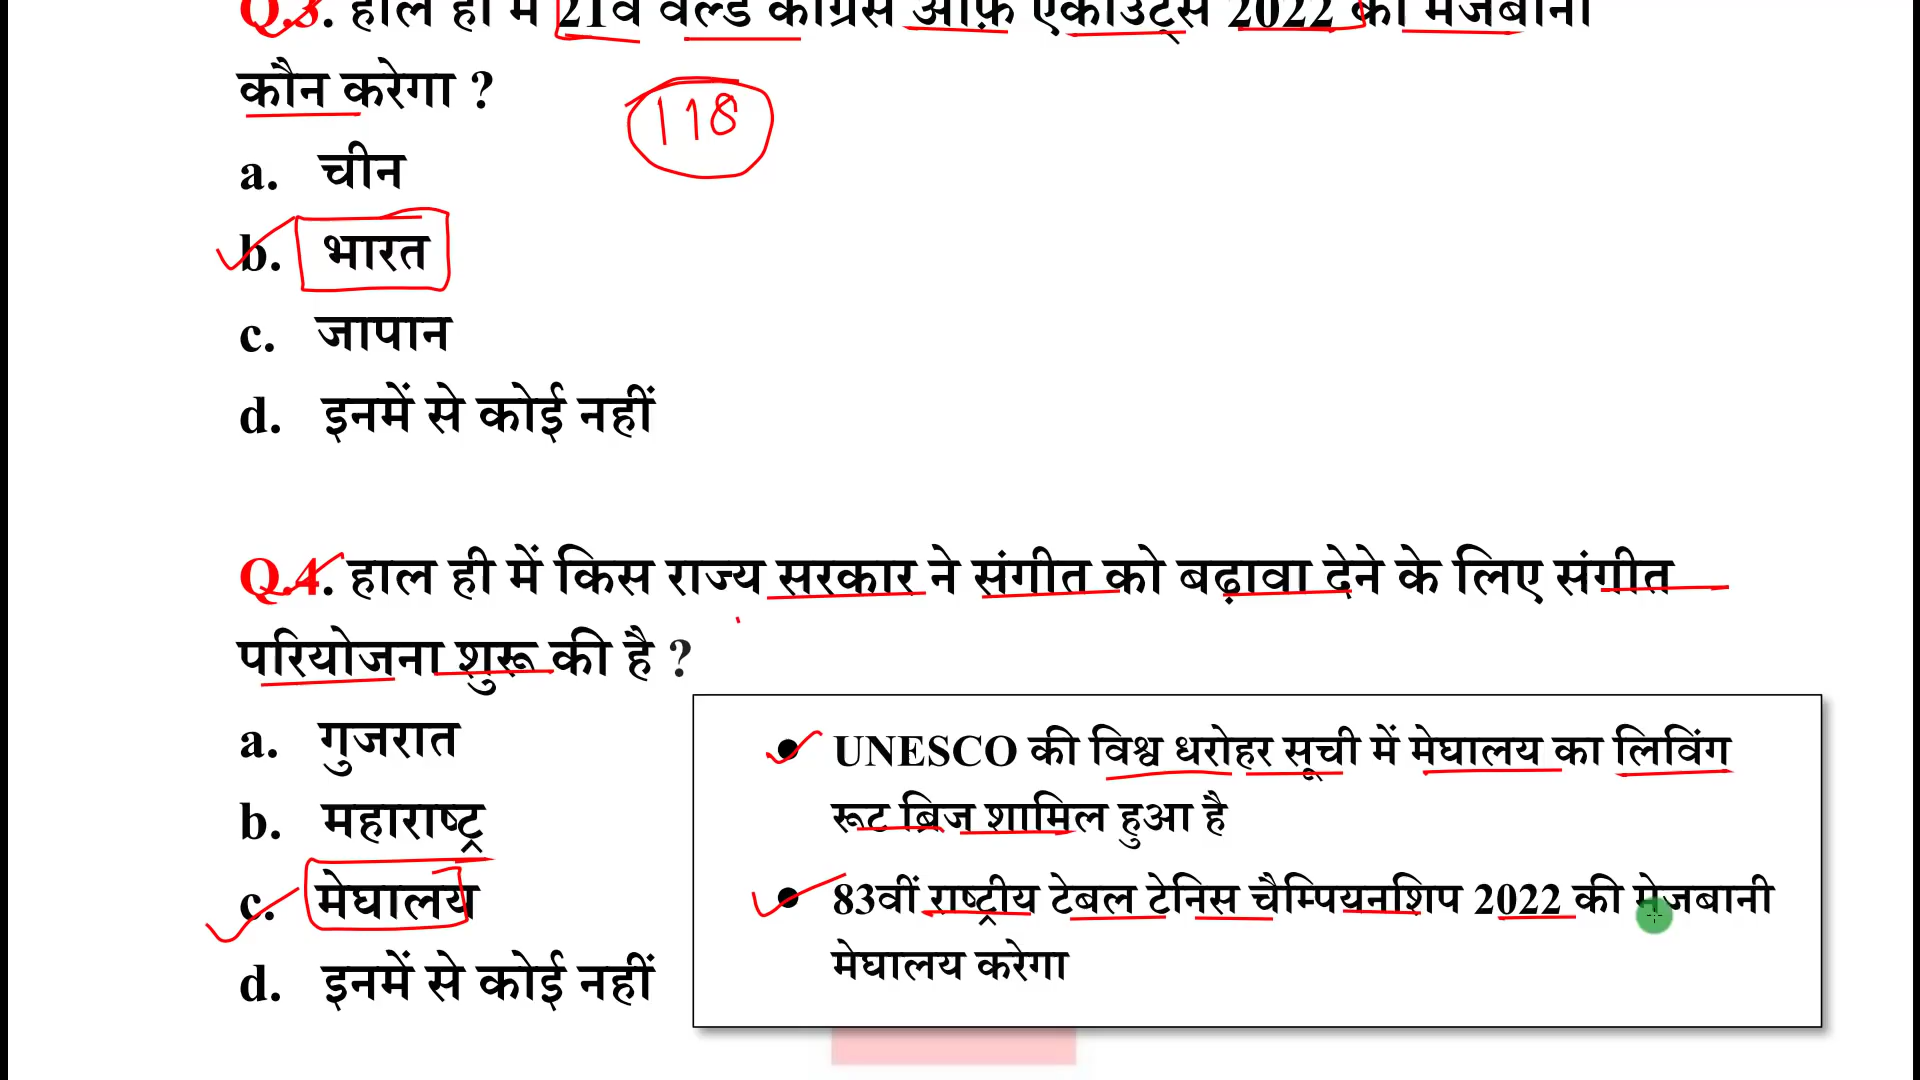 Q.3. हाल ही में 21वें वर्ल्ड कांग्रेस ऑफ़ एकाउंट्स 2022 की मेजबानी
कौन करेगा ?
118
a. चीन
b. भारत
c. जापान
d. इनमें से कोई नहीं
Q.4. हाल ही में किस राज्य सरकार ने संगीत को बढ़ावा देने के लिए संगीत
परियोजना शुरू की है ?
a. गुजरात
b. महाराष्ट्र
c. मेघालय
d. इनमें से कोई नहीं
● UNESCO की विश्व धरोहर सूची में मेघालय का लिविंग
रूट ब्रिज शामिल हुआ है
● 83वीं राष्ट्रीय टेबल टेनिस चैम्पियनशिप 2022 की मेजबानी
मेघालय करेगा